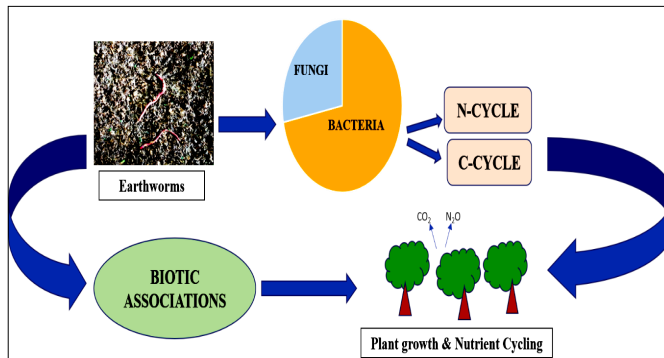 FUNGI
BACTERIA
N-CYCLE
C-CYCLE
Earthworms
CO₂ N₂O
BIOTIC
ASSOCIATIONS
Plant growth & Nutrient Cycling